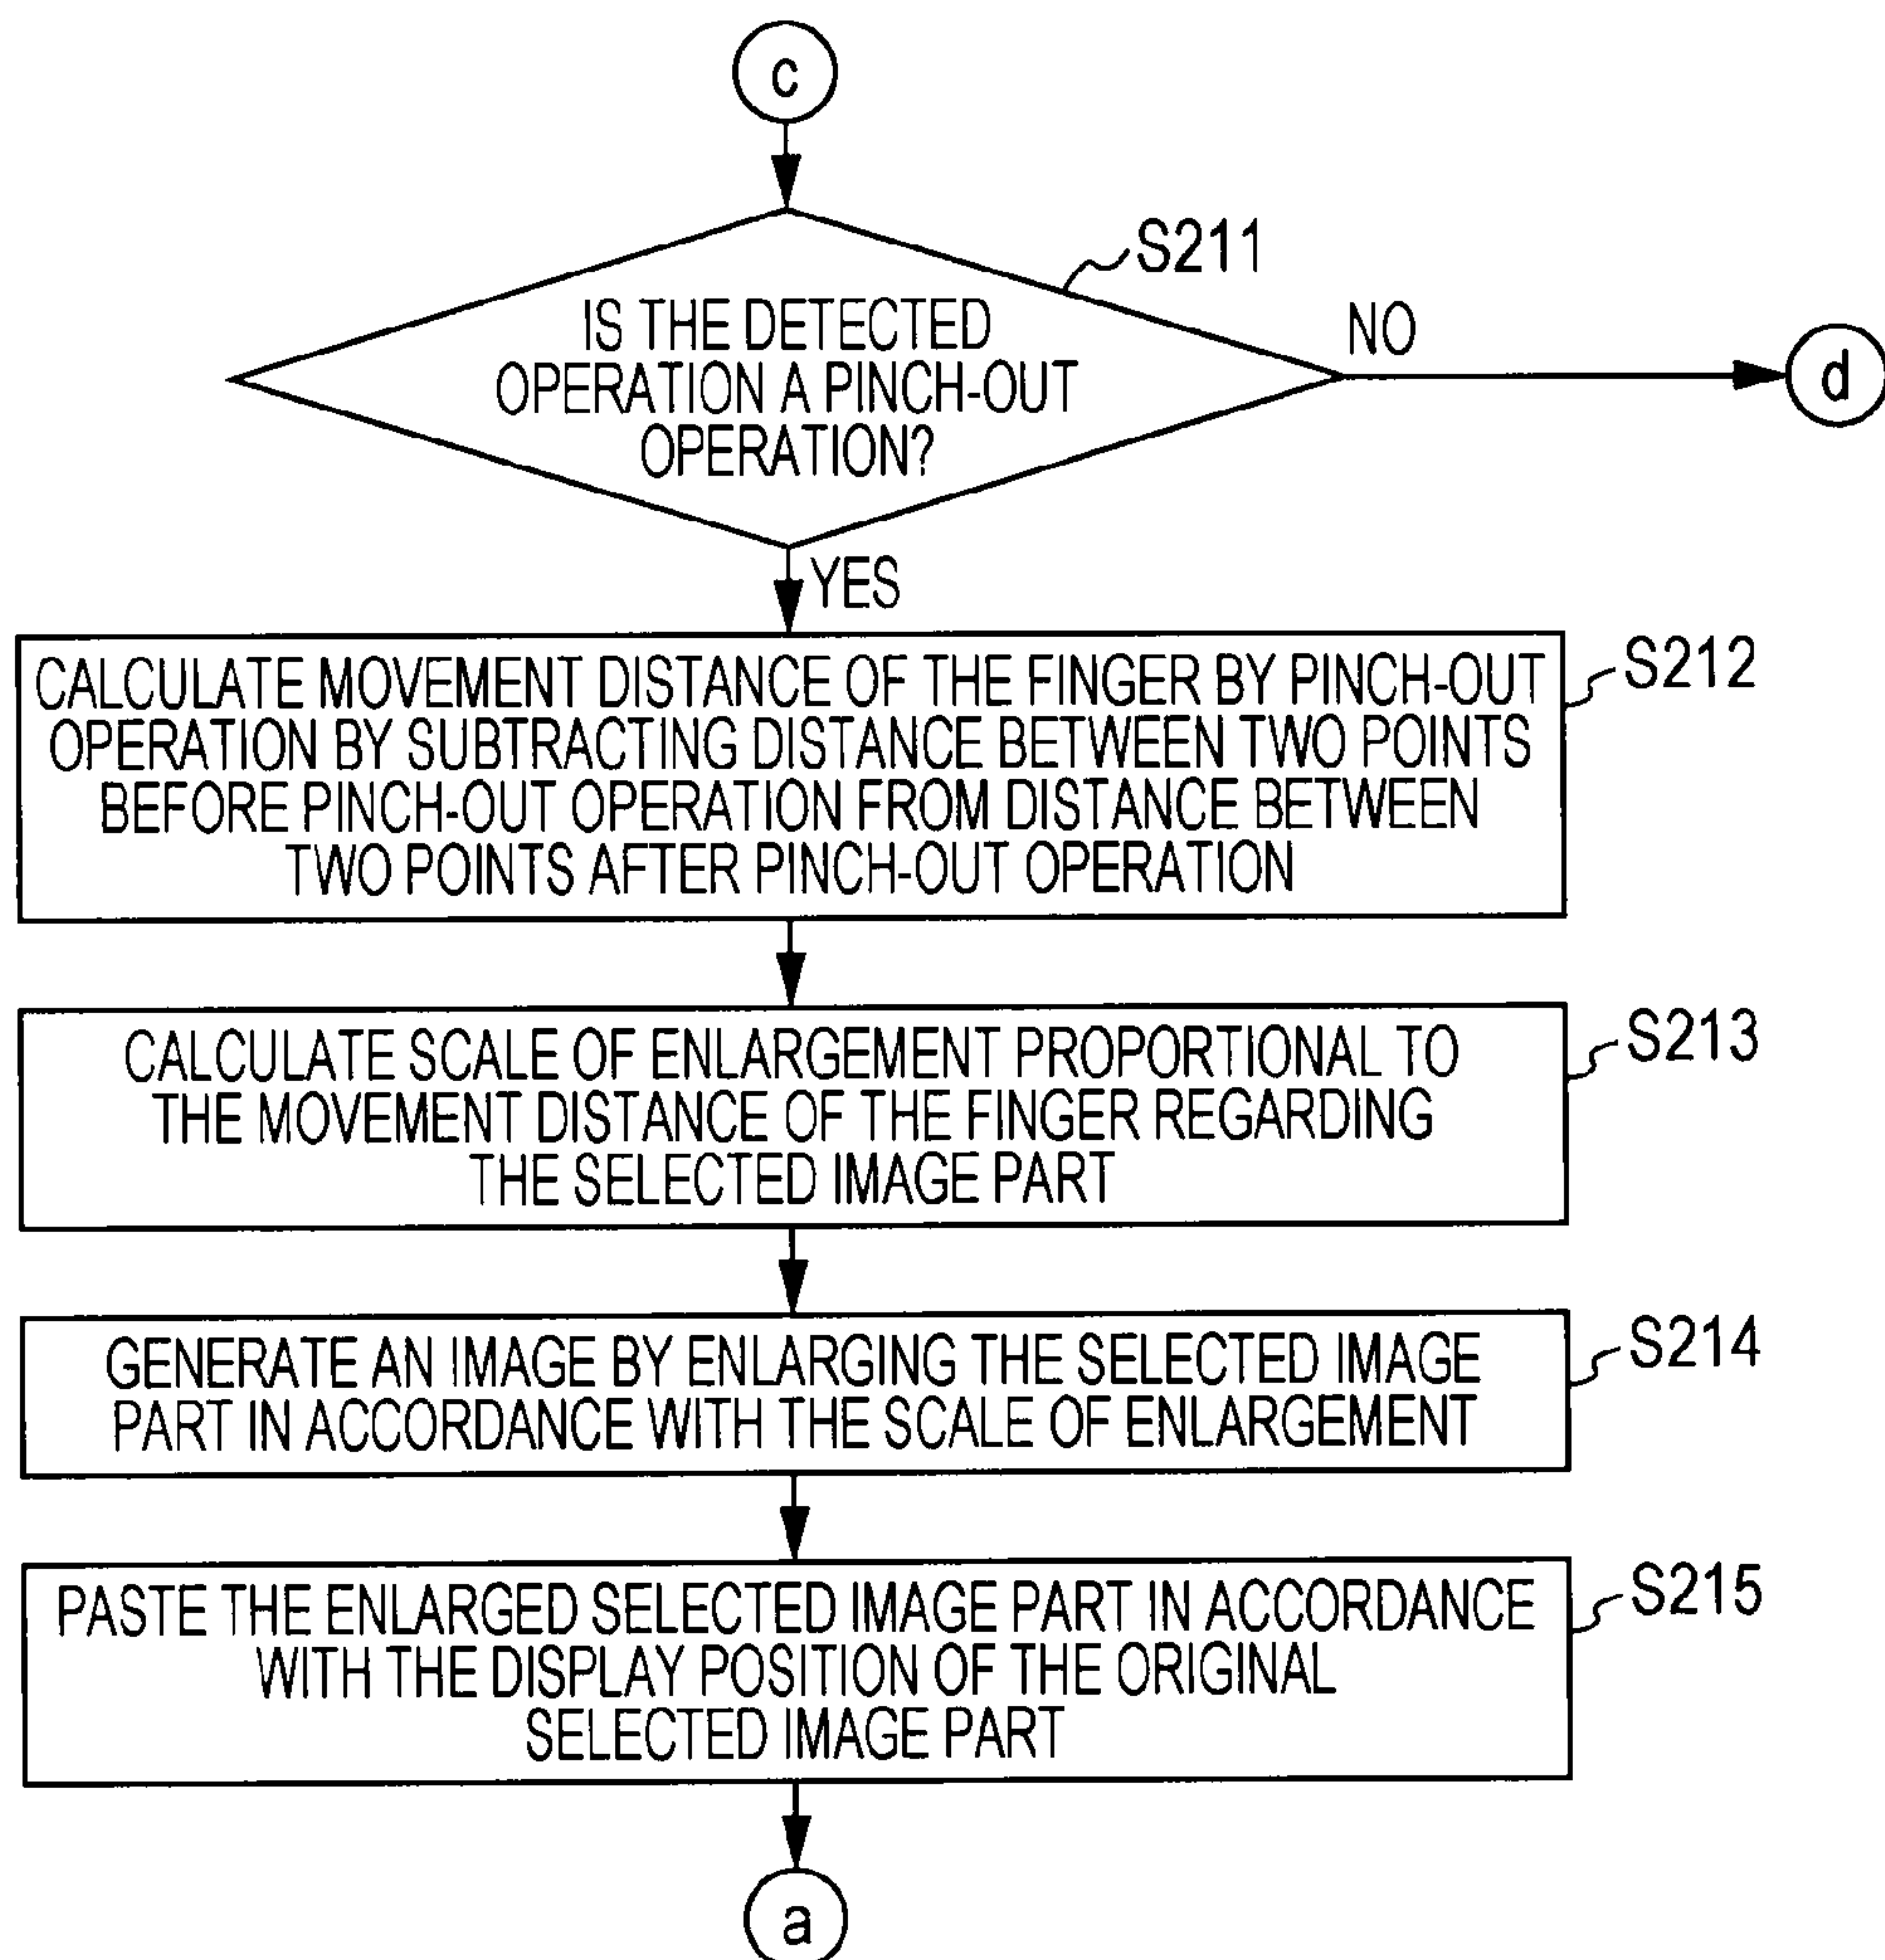 c
S211
IS THE DETECTED
OPERATION A PINCH-OUT
OPERATION?
NO
d
YES
S212
CALCULATE MOVEMENT DISTANCE OF THE FINGER BY PINCH-OUT
OPERATION BY SUBTRACTING DISTANCE BETWEEN TWO POINTS
BEFORE PINCH-OUT OPERATION FROM DISTANCE BETWEEN
TWO POINTS AFTER PINCH-OUT OPERATION
S213
CALCULATE SCALE OF ENLARGEMENT PROPORTIONAL TO
THE MOVEMENT DISTANCE OF THE FINGER REGARDING
THE SELECTED IMAGE PART
S214
GENERATE AN IMAGE BY ENLARGING THE SELECTED IMAGE
PART IN ACCORDANCE WITH THE SCALE OF ENLARGEMENT
S215
PASTE THE ENLARGED SELECTED IMAGE PART IN ACCORDANCE
WITH THE DISPLAY POSITION OF THE ORIGINAL
SELECTED IMAGE PART
a